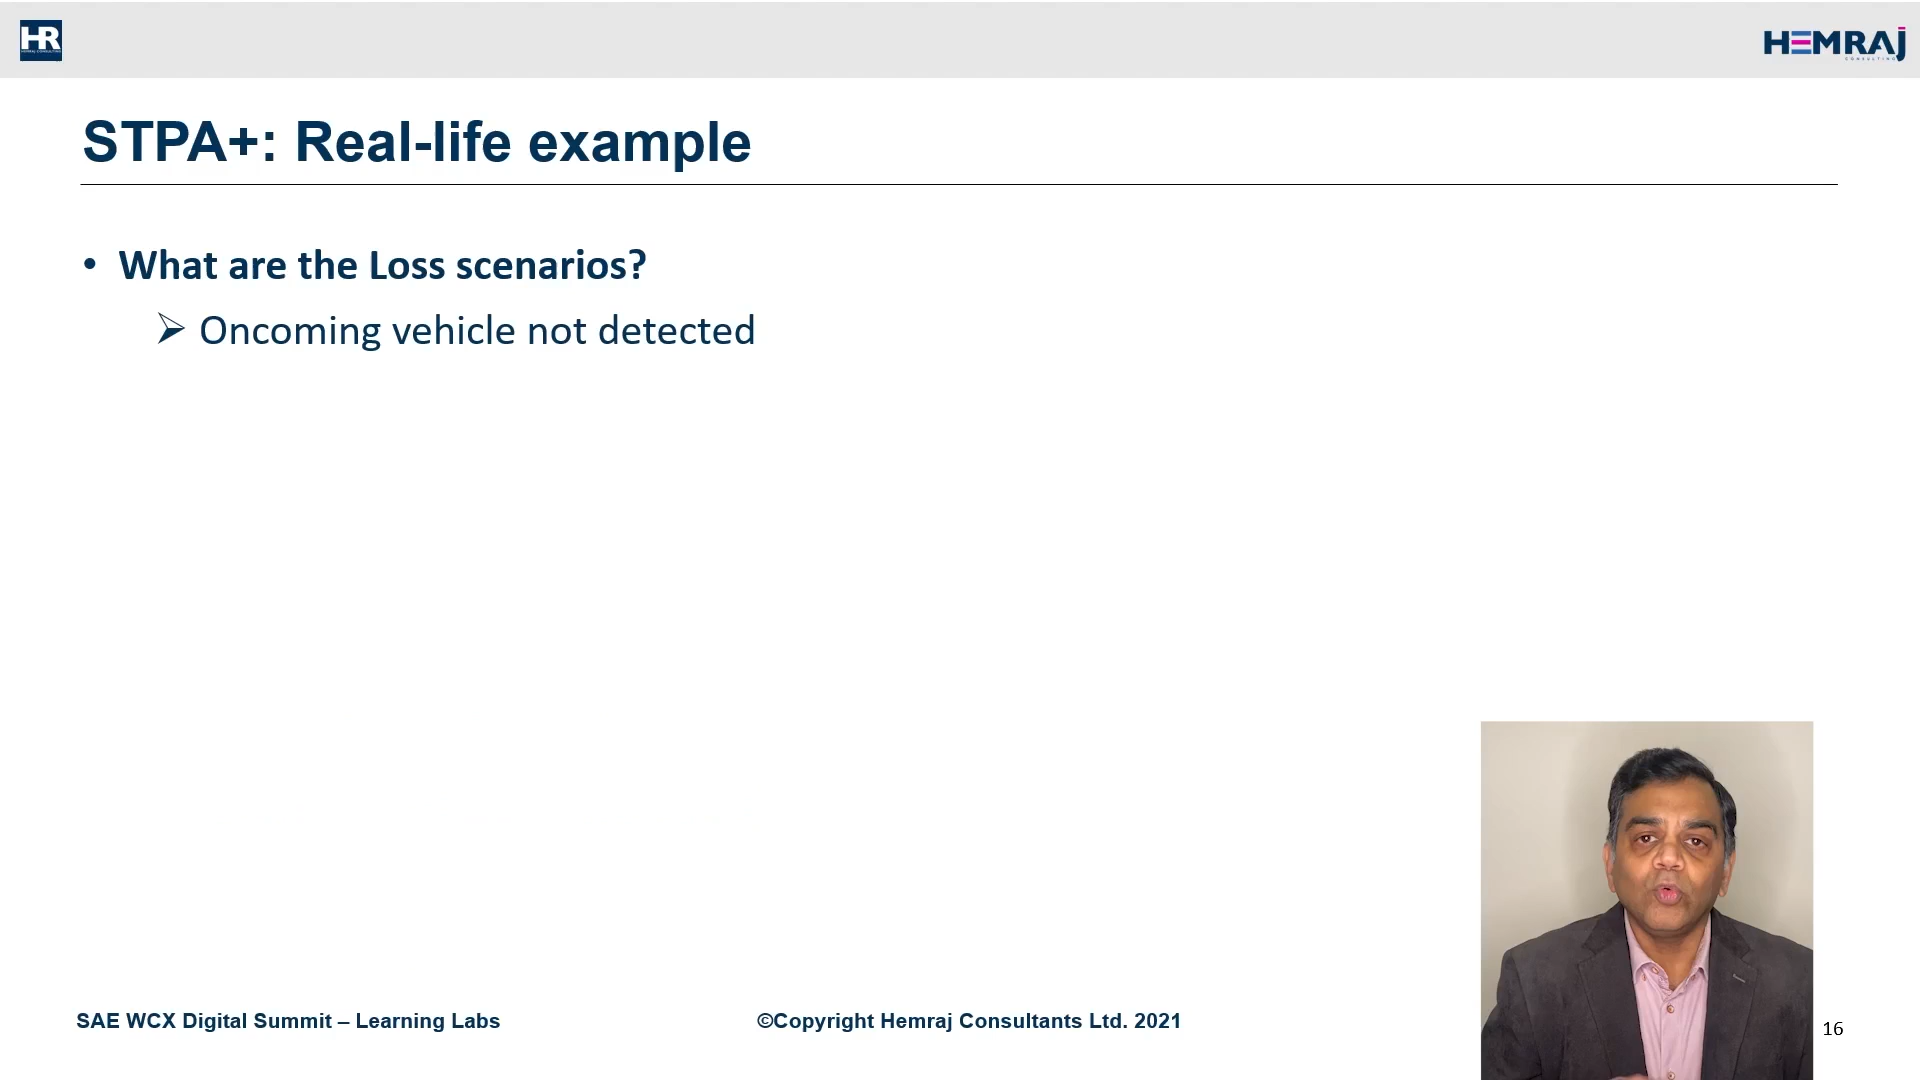 HR
HEMRAJ
CONSULTING
STPA+: Real-life example
• What are the Loss scenarios?
➢ Oncoming vehicle not detected
SAE WCX Digital Summit – Learning Labs
©Copyright Hemraj Consultants Ltd. 2021
16